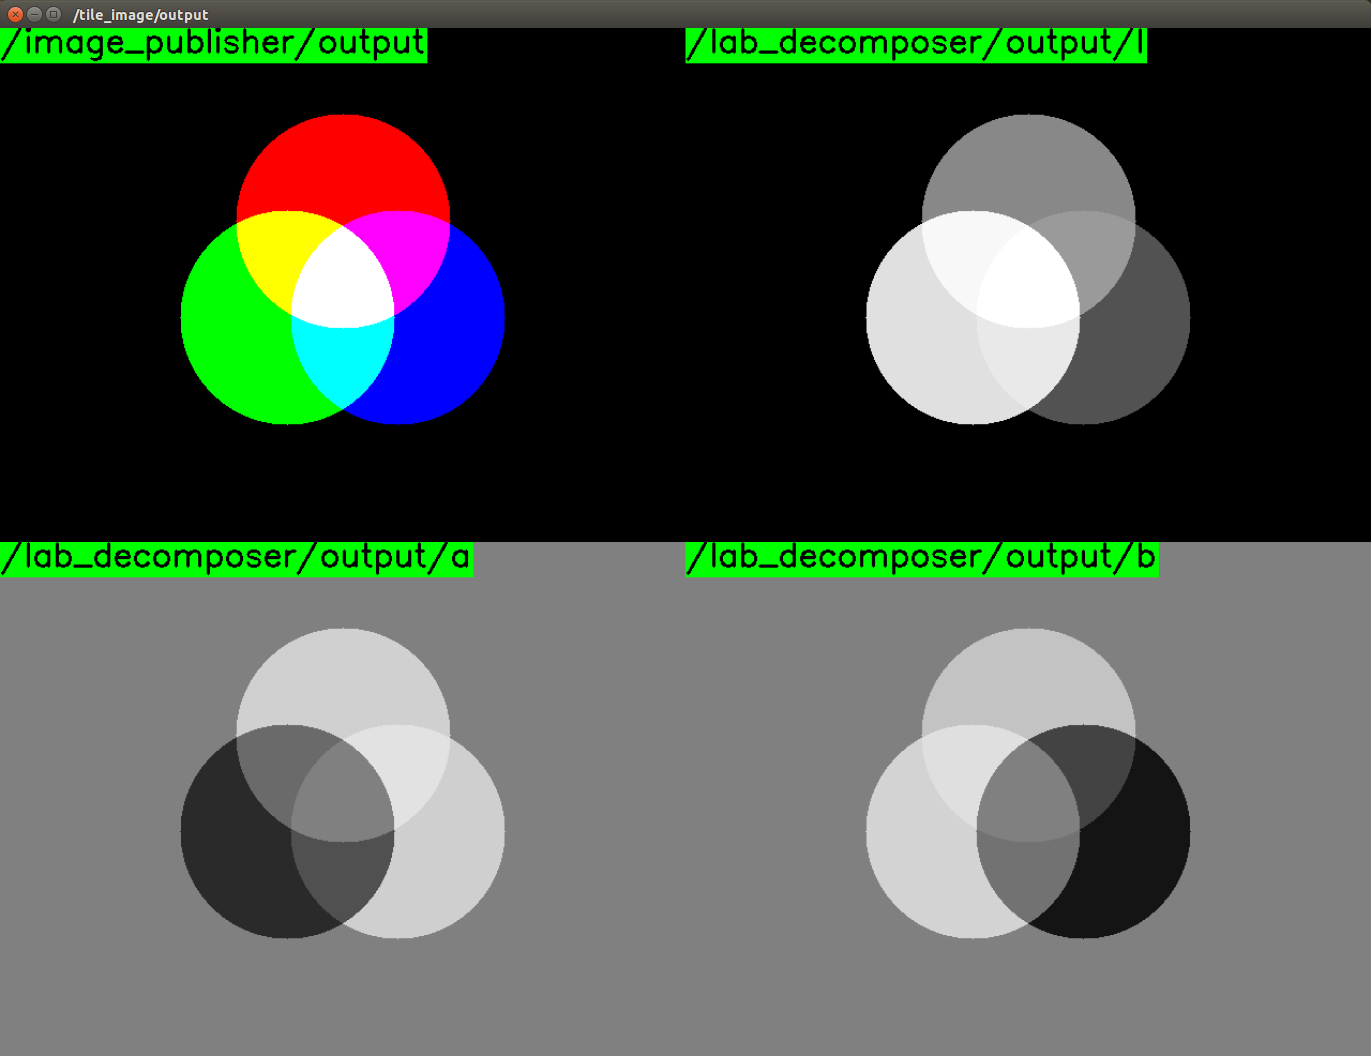 /tile_image/output
/image_publisher/output
/lab_decomposer/output/l
/lab_decomposer/output/a
/lab_decomposer/output/b